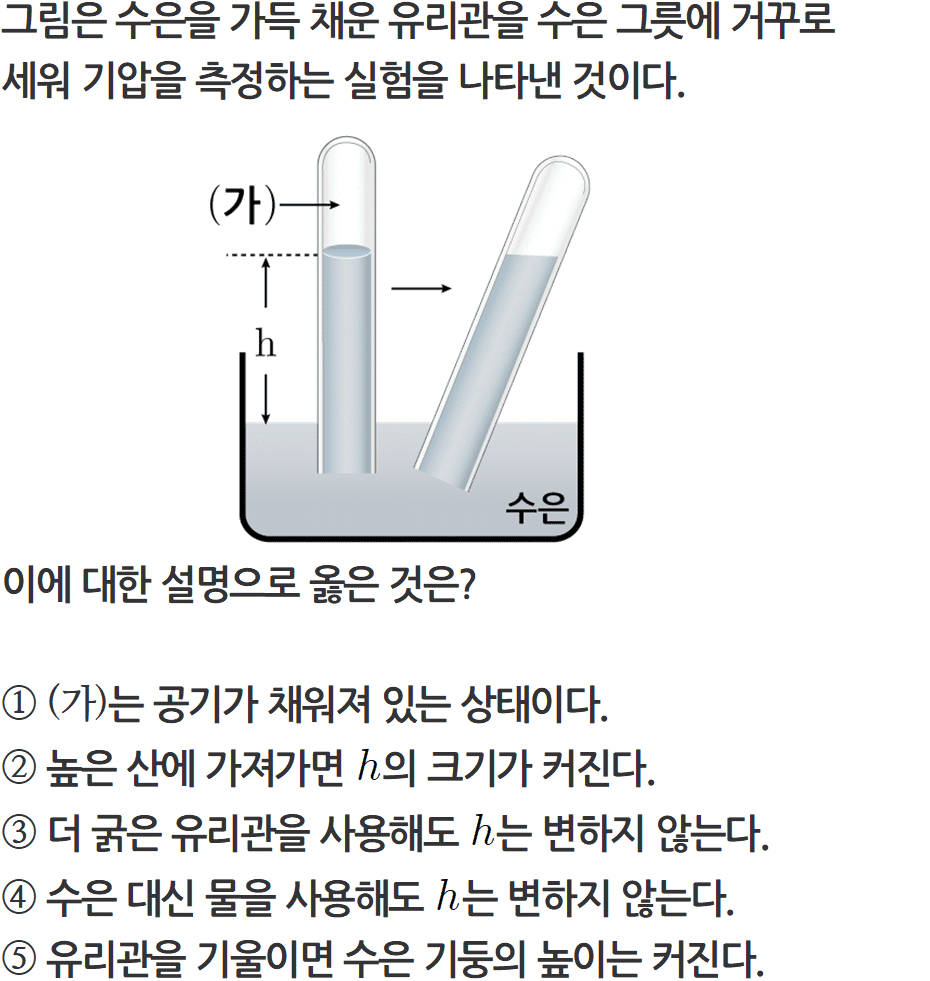 그림은 수은을 가득 채운 유리관을 수은 그릇에 거꾸로
세워 기압을 측정하는 실험을 나타낸 것이다.
(가)
h
수은
이에 대한 설명으로 옳은 것은?
① (가)는 공기가 채워져 있는 상태이다.
② 높은 산에 가져가면 h의 크기가 커진다.
③ 더 굵은 유리관을 사용해도 h는 변하지 않는다.
④ 수은 대신 물을 사용해도 h는 변하지 않는다.
⑤ 유리관을 기울이면 수은 기둥의 높이는 커진다.